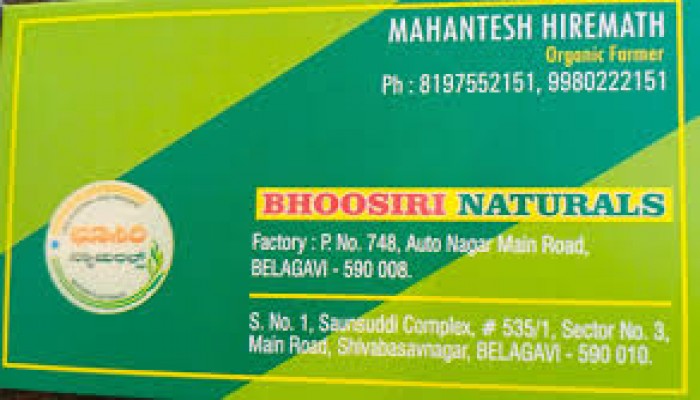 MAHANTESH HIREMATH
Organic Farmer
Ph : 8197552151, 9980222151
ಭೂಸಿರಿ
ನ್ಯಾಚುರಲ್ಸ್
BHOOSIRI NATURALS
Factory : P. No. 748, Auto Nagar Main Road,
BELAGAVI - 590 008.
S. No. 1, Saunsuddi Complex, # 535/1, Sector No. 3,
Main Road, Shivabasavnagar, BELAGAVI - 590 010.